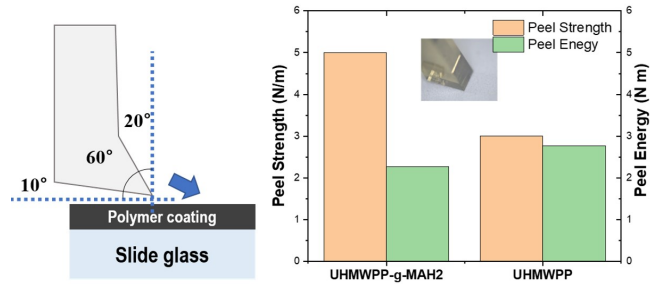 20°
60°
10°
Polymer coating
Slide glass
Peel Strength (N/m)
6
5
4
3
2
1
0
Peel Strength
Peel Enegy
UHMWPP-g-MAH2
UHMWPP
6
5
4
3
2
1
0
Peel Energy (N m)